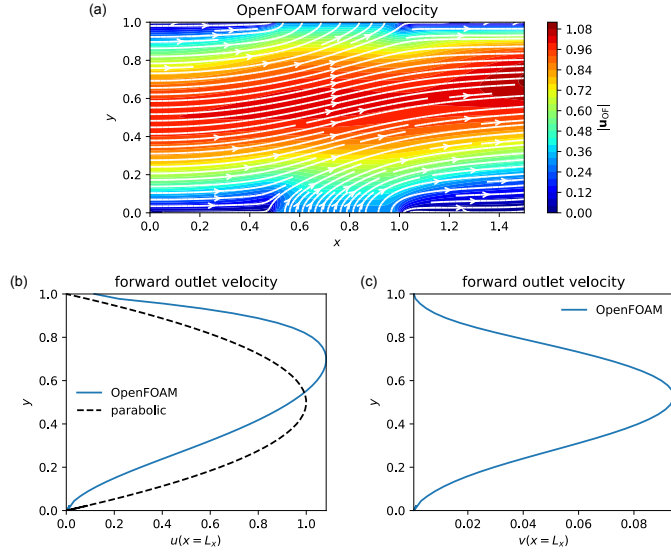 (a)
OpenFOAM forward velocity
1.0
0.8
0.6
0.4
0.2
0.0
y
0.0 0.2 0.4 0.6 0.8 1.0 1.2 1.4
x
1.08
0.96
0.84
0.72
0.60
0.48
0.36
0.24
0.12
0.00
|u_OF|
(b)
forward outlet velocity
1.0
0.8
0.6
0.4
0.2
0.0
y
OpenFOAM
parabolic
0.0 0.2 0.4 0.6 0.8 1.0
u(x = L_x)
(c)
forward outlet velocity
OpenFOAM
1.0
0.8
0.6
0.4
0.2
0.0
y
0.02 0.04 0.06 0.08
v(x = L_x)